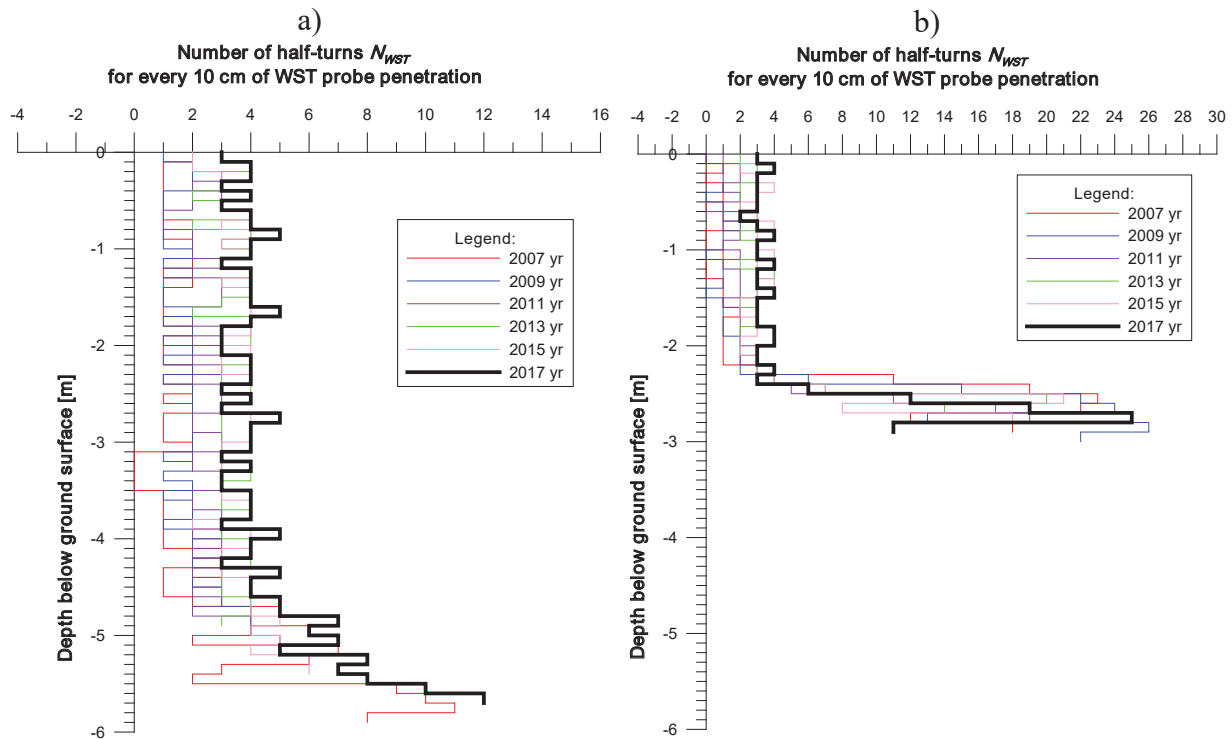 a)
Number of half-turns N_WST
for every 10 cm of WST probe penetration
-4 -2 0 2 4 6 8 10 12 14 16
0
-1
-2
-3
-4
-5
-6
Depth below ground surface [m]
Legend:
2007 yr
2009 yr
2011 yr
2013 yr
2015 yr
2017 yr
b)
Number of half-turns N_WST
for every 10 cm of WST probe penetration
-4 -2 0 2 4 6 8 10 12 14 16 18 20 22 24 26 28 30
0
-1
-2
-3
-4
-5
-6
Depth below ground surface [m]
Legend:
2007 yr
2009 yr
2011 yr
2013 yr
2015 yr
2017 yr